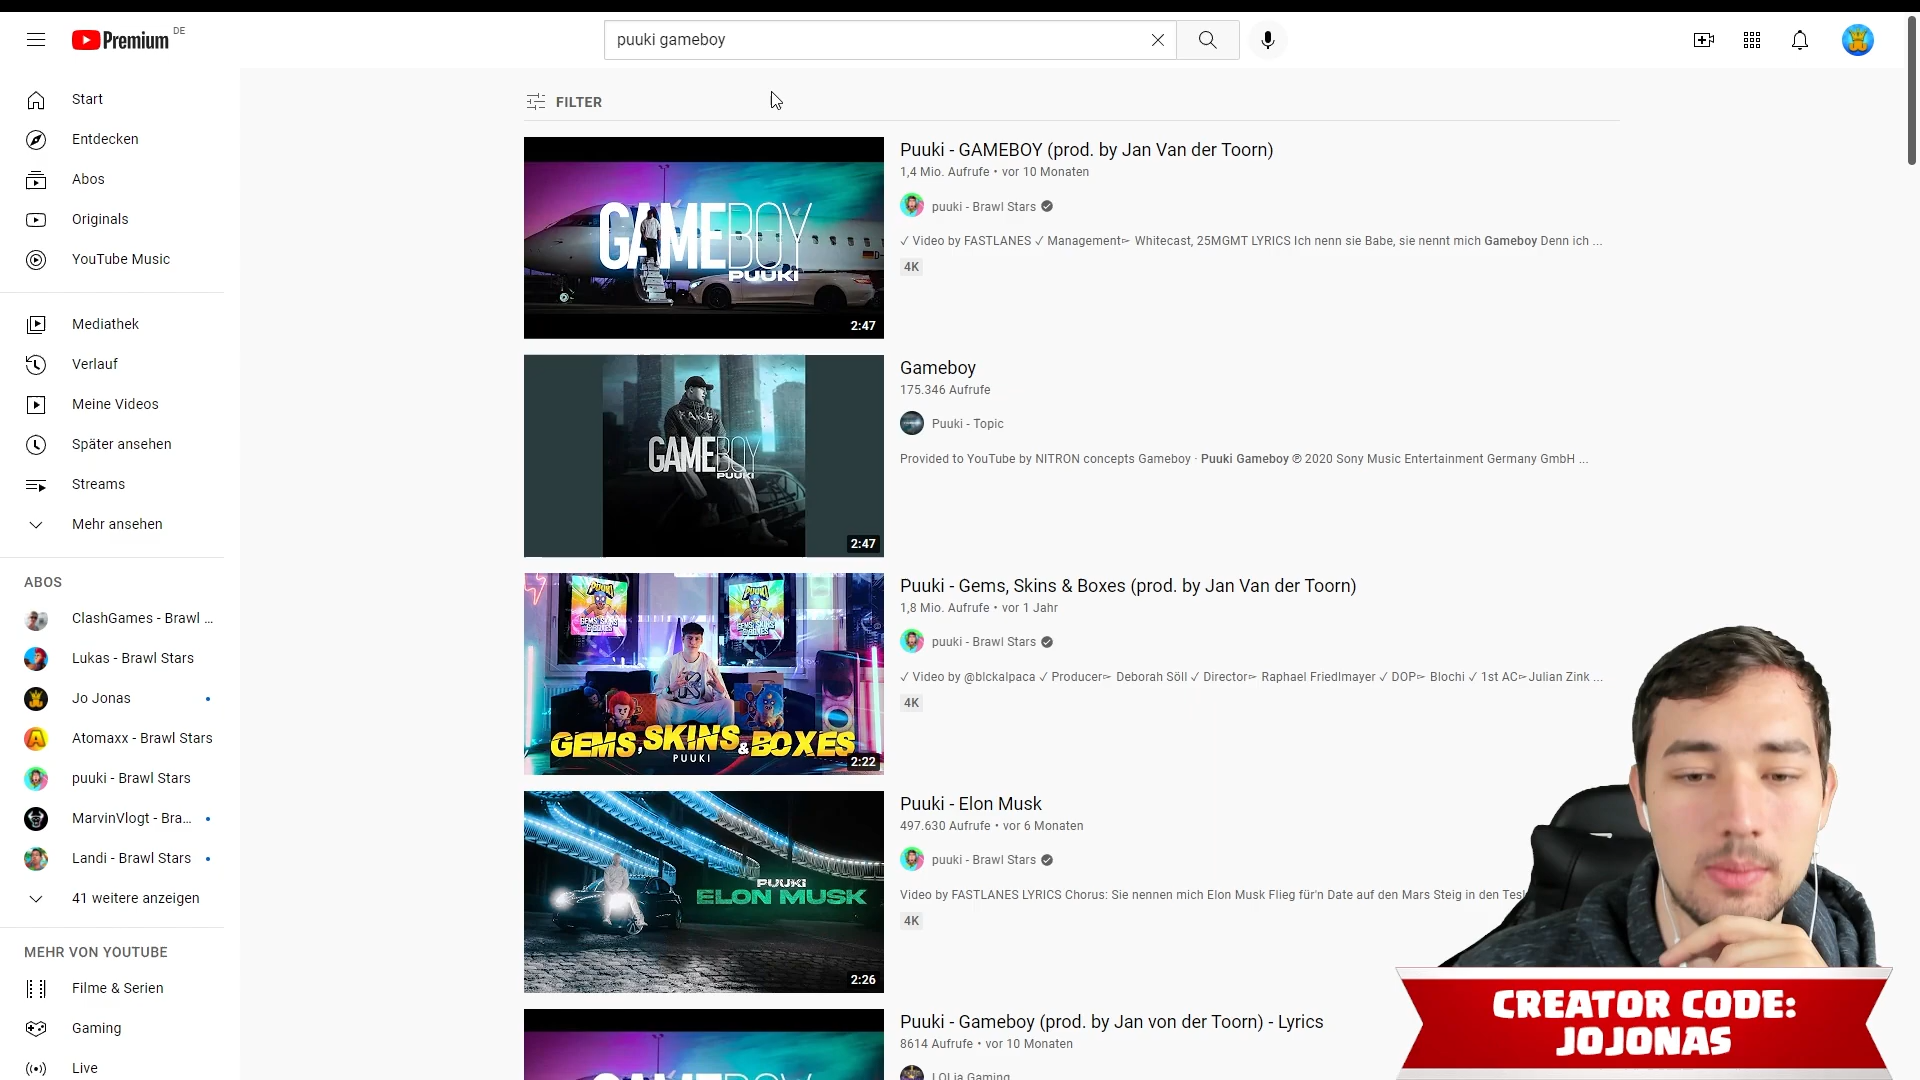 Premium DE
puuki gameboy
Start
Entdecken
Abos
Originals
YouTube Music
Mediathek
Verlauf
Meine Videos
Später ansehen
Streams
Mehr ansehen
ABOS
ClashGames - Brawl ...
Lukas - Brawl Stars
Jo Jonas
Atomaxx - Brawl Stars
puuki - Brawl Stars
MarvinVlogt - Bra...
Landi - Brawl Stars
41 weitere anzeigen
MEHR VON YOUTUBE
Filme & Serien
Gaming
Live
FILTER
GAMEBOY
PUUKI
2:47
Puuki - GAMEBOY (prod. by Jan Van der Toorn)
1,4 Mio. Aufrufe • vor 10 Monaten
puuki - Brawl Stars
✓ Video by FASTLANES ✓ Management▻ Whitecast, 25MGMT LYRICS Ich nenn sie Babe, sie nennt mich Gameboy Denn ich ...
4K
GAMEBOY
PUUKI
2:47
Gameboy
175.346 Aufrufe
Puuki - Topic
Provided to YouTube by NITRON concepts Gameboy · Puuki Gameboy ℗ 2020 Sony Music Entertainment Germany GmbH ...
GEMS, SKINS & BOXES
PUUKI
2:22
Puuki - Gems, Skins & Boxes (prod. by Jan Van der Toorn)
1,8 Mio. Aufrufe • vor 1 Jahr
puuki - Brawl Stars
✓ Video by @blckalpaca ✓ Producer▻ Deborah Söll ✓ Director▻ Raphael Friedlmayer ✓ DOP▻ Blochi ✓ 1st AC▻Julian Zink ...
4K
PUUKI
ELON MUSK
2:26
Puuki - Elon Musk
497.630 Aufrufe • vor 6 Monaten
puuki - Brawl Stars
Video by FASTLANES LYRICS Chorus: Sie nennen mich Elon Musk Flieg für'n Date auf den Mars Steig in den
4K
Puuki - Gameboy (prod. by Jan von der Toorn) - Lyrics
8614 Aufrufe • vor 10 Monaten
CREATOR CODE:
JOJONAS